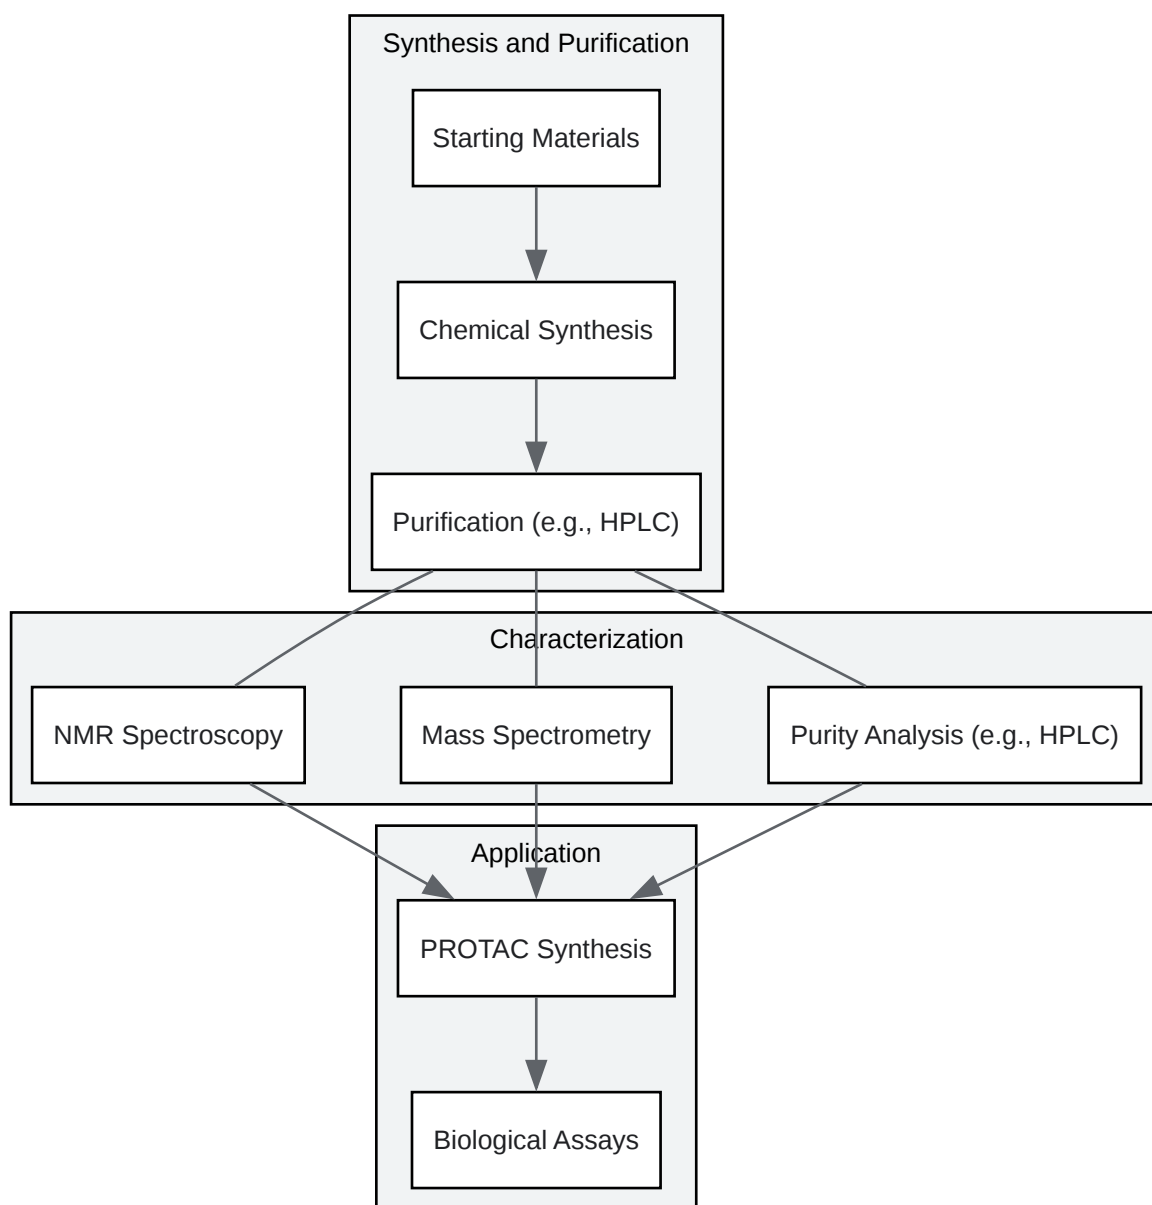 Synthesis and Purification
Starting Materials
Chemical Synthesis
Purification (e.g., HPLC)
Characterization
NMR Spectroscopy
Mass Spectrometry
Purity Analysis (e.g., HPLC)
Application
PROTAC Synthesis
Biological Assays